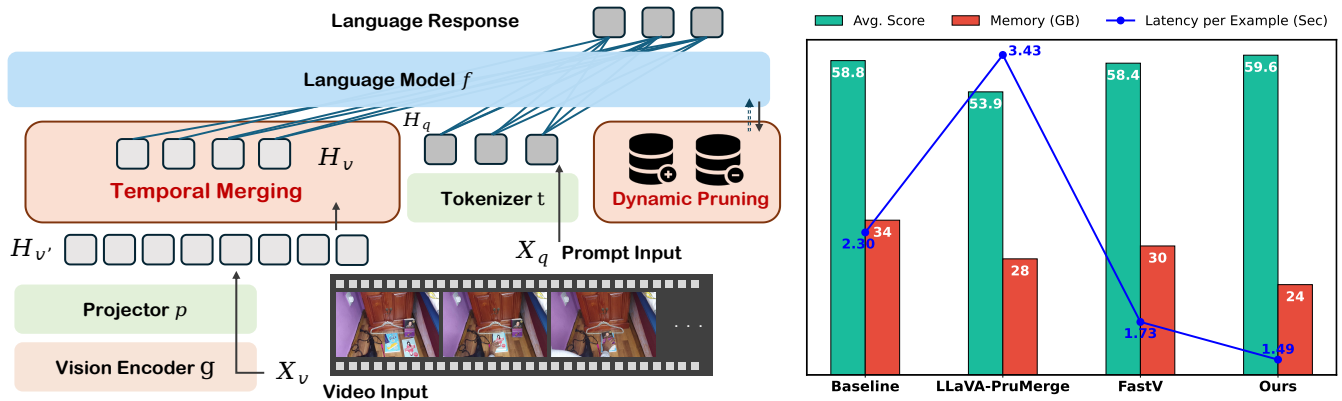 Language Response
Language Model f
H_q
H_v
Temporal Merging
Tokenizer t
Dynamic Pruning
H_v'
X_q Prompt Input
Projector p
Vision Encoder g
X_v
. . .
Video Input
Avg. Score
Memory (GB)
Latency per Example (Sec)
58.8
34
2.30
53.9
28
3.43
58.4
30
1.73
59.6
24
1.49
Baseline
LLaVA-PruMerge
FastV
Ours